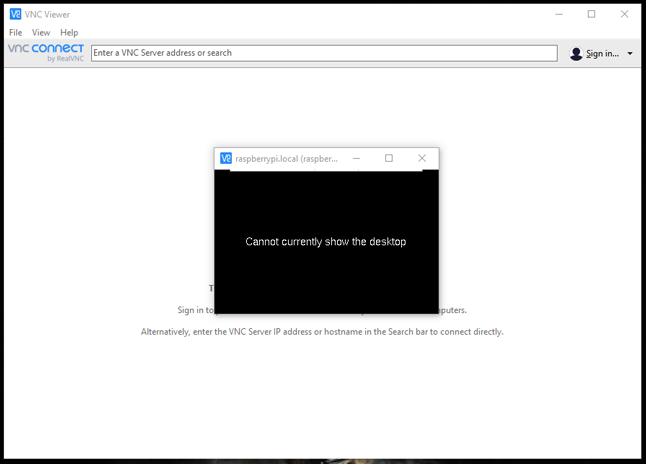 VNC Viewer
File View Help
VNC CONNECT
by RealVNC
Enter a VNC Server address or search
Sign in...
raspberrypi.local (raspber...
Cannot currently show the desktop
T
Sign in to
puters.
Alternatively, enter the VNC Server IP address or hostname in the Search bar to connect directly.